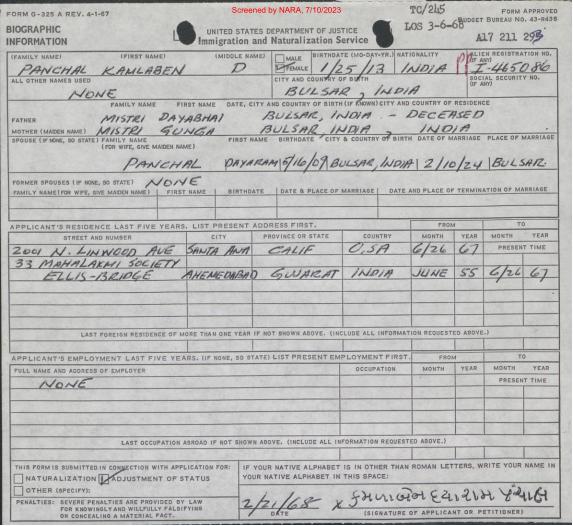 Screened by NARA, 7/10/2023
FORM G-325 A REV. 4-1-67
TC/245
FORM APPROVED
BUDGET BUREAU NO. 43-R436
LOS 3-6-68
BIOGRAPHIC
INFORMATION
UNITED STATES DEPARTMENT OF JUSTICE
Immigration and Naturalization Service
A17 211 293
(FAMILY NAME) (FIRST NAME) (MIDDLE NAME) MALE FEMALE BIRTHDATE (MO-DAY-YR.) NATIONALITY ALIEN REGISTRATION NO. (IF ANY)
PANCHAL KAMLABEN D 1/25/13 INDIA I-465086
ALL OTHER NAMES USED CITY AND COUNTRY OF BIRTH SOCIAL SECURITY NO. (IF ANY)
NONE BULSAR, INDIA
FAMILY NAME FIRST NAME DATE, CITY AND COUNTRY OF BIRTH (IF KNOWN) CITY AND COUNTRY OF RESIDENCE
FATHER MISTRI DAYABHAI BULSAR, INDIA - DECEASED
MOTHER (MAIDEN NAME) MISTRI GUNGA BULSAR, INDIA, INDIA
SPOUSE (IF NONE, SO STATE) FAMILY NAME (FOR WIFE, GIVE MAIDEN NAME) FIRST NAME BIRTHDATE CITY & COUNTRY OF BIRTH DATE OF MARRIAGE PLACE OF MARRIAGE
PANCHAL DAYARAM 5/16/09 BULSAR, INDIA 2/10/24 BULSAR.
FORMER SPOUSES (IF NONE, SO STATE) NONE
FAMILY NAME (FOR WIFE, GIVE MAIDEN NAME) FIRST NAME BIRTHDATE DATE & PLACE OF MARRIAGE DATE AND PLACE OF TERMINATION OF MARRIAGE
APPLICANT'S RESIDENCE LAST FIVE YEARS. LIST PRESENT ADDRESS FIRST. FROM TO
STREET AND NUMBER CITY PROVINCE OR STATE COUNTRY MONTH YEAR MONTH YEAR
2001 N. LINWOOD AVE SANTA ANA CALIF U.SA 6/26 67 PRESENT TIME
33 MAHALAXMI SOCIETY
ELLIS-BRIDGE AHEMEDABAD GUJARAT INDIA JUNE 55 6/26 67
LAST FOREIGN RESIDENCE OF MORE THAN ONE YEAR IF NOT SHOWN ABOVE. (INCLUDE ALL INFORMATION REQUESTED ABOVE.)
APPLICANT'S EMPLOYMENT LAST FIVE YEARS. (IF NONE, SO STATE) LIST PRESENT EMPLOYMENT FIRST. FROM TO
FULL NAME AND ADDRESS OF EMPLOYER OCCUPATION MONTH YEAR MONTH YEAR
NONE PRESENT TIME
LAST OCCUPATION ABROAD IF NOT SHOWN ABOVE. (INCLUDE ALL INFORMATION REQUESTED ABOVE.)
THIS FORM IS SUBMITTED IN CONNECTION WITH APPLICATION FOR:
NATURALIZATION ADJUSTMENT OF STATUS
OTHER (SPECIFY):
PENALTIES: SEVERE PENALTIES ARE PROVIDED BY LAW
FOR KNOWINGLY AND WILLFULLY FALSIFYING
OR CONCEALING A MATERIAL FACT.
IF YOUR NATIVE ALPHABET IS IN OTHER THAN ROMAN LETTERS, WRITE YOUR NAME IN
YOUR NATIVE ALPHABET IN THIS SPACE:
2/21/68 x કમળાબેન દયારામ પંચાલ
DATE (SIGNATURE OF APPLICANT OR PETITIONER)